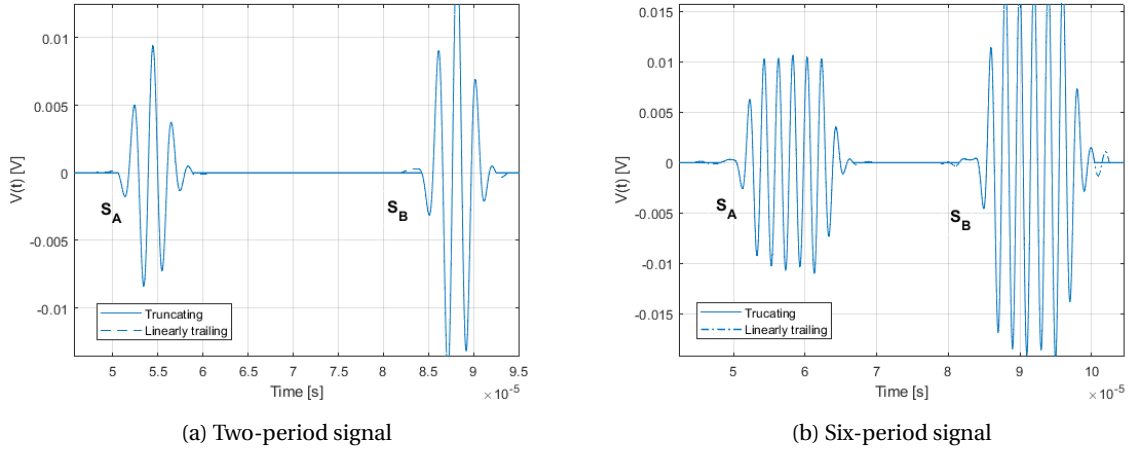 0.01
0.005
0
-0.005
-0.01
V(t) [V]
S_A
S_B
Truncating
Linearly trailing
5 5.5 6 6.5 7 7.5 8 8.5 9 9.5
Time [s]
× 10^-5
(a) Two-period signal
0.015
0.01
0.005
0
-0.005
-0.01
-0.015
V(t) [V]
S_A
S_B
Trucating
Linearly trailing
5 6 7 8 9 10
Time [s]
× 10^-5
(b) Six-period signal